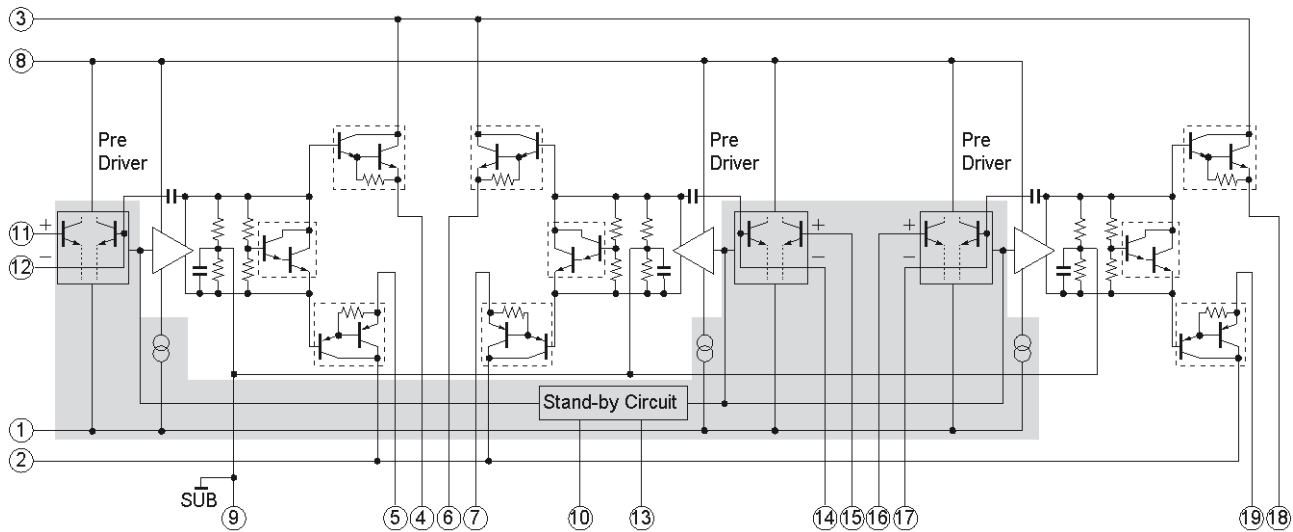 3
8
Pre
Driver
Pre
Driver
Pre
Driver
11 +
12 −
+ 
−
+
−
Stand-by Circuit
1
2
SUB
9 5 4 6 7 10 13 14 15 16 17 19 18